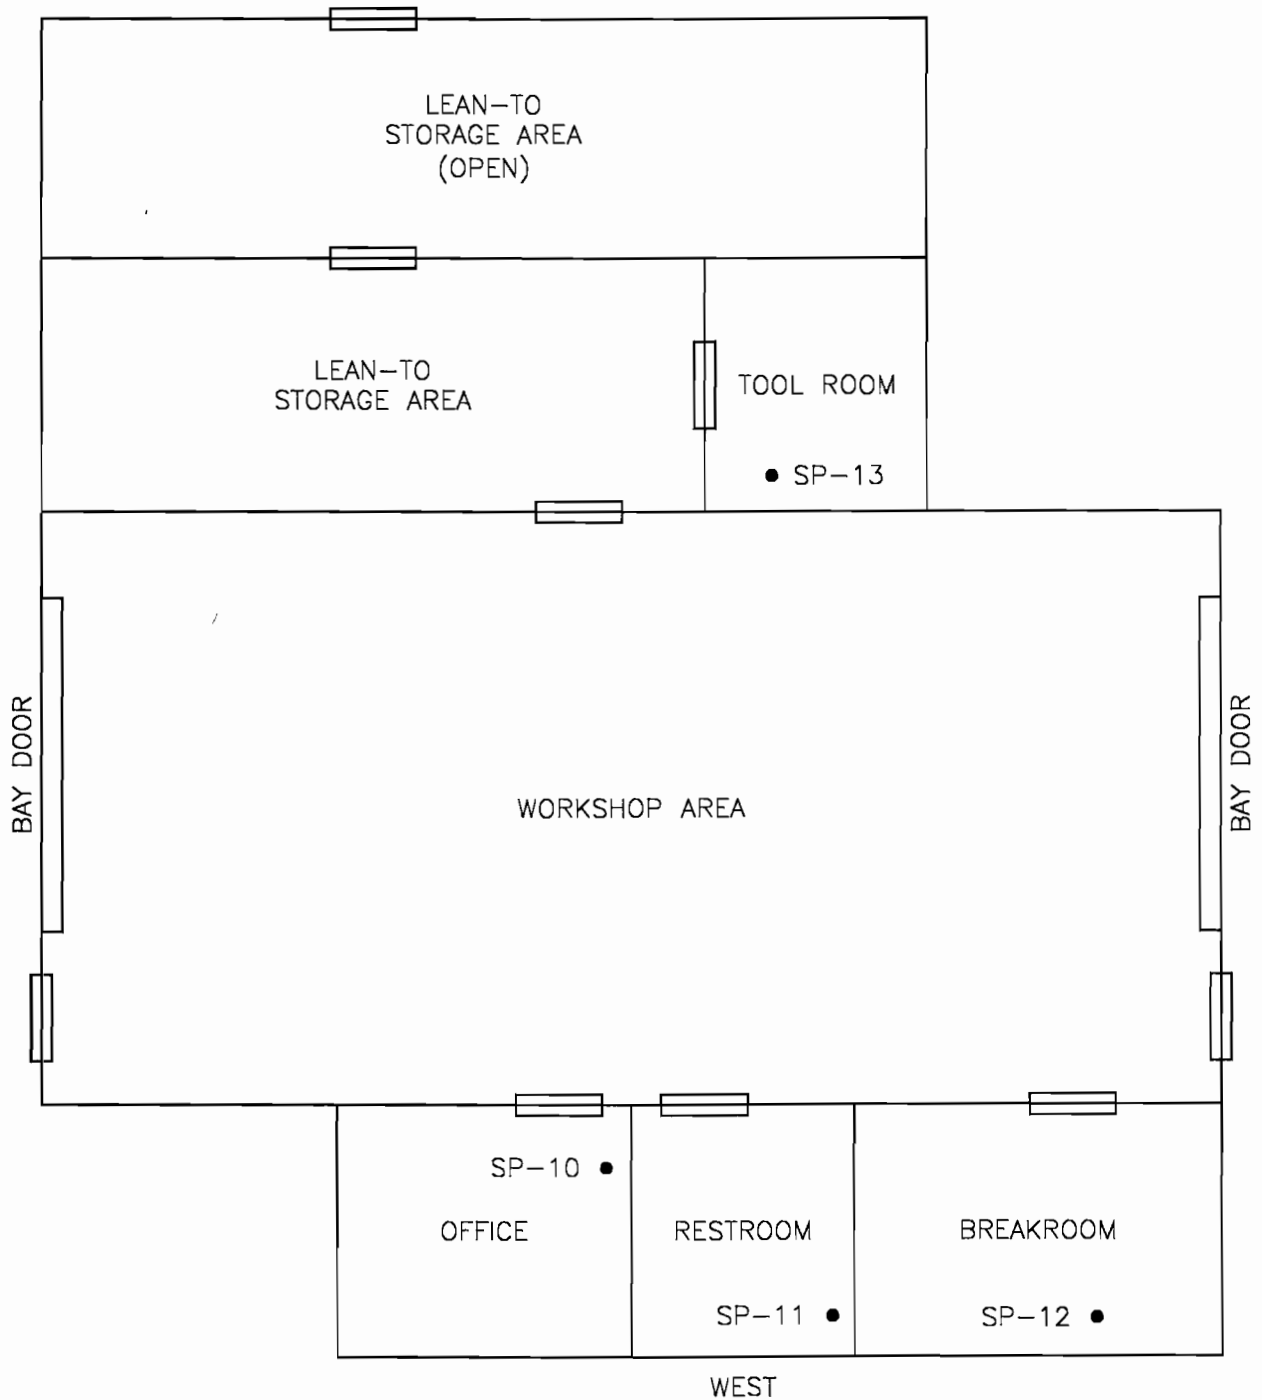 LEAN-TO
STORAGE AREA
(OPEN)
LEAN-TO
STORAGE AREA
TOOL ROOM
SP-13
BAY DOOR
WORKSHOP AREA
BAY DOOR
SP-10
OFFICE
RESTROOM
BREAKROOM
SP-11
SP-12
WEST